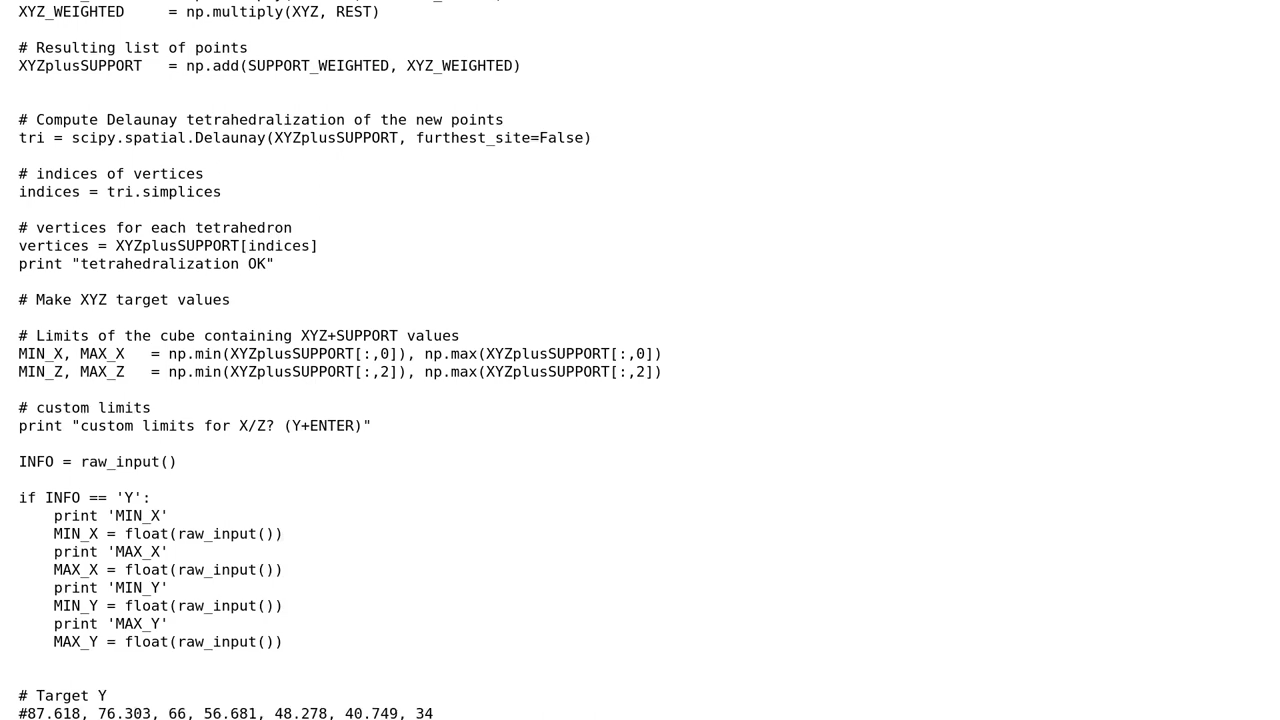 XYZ_WEIGHTED     = np.multiply(XYZ, REST)
# Resulting list of points
XYZplusSUPPORT   = np.add(SUPPORT_WEIGHTED, XYZ_WEIGHTED)
# Compute Delaunay tetrahedralization of the new points
tri = scipy.spatial.Delaunay(XYZplusSUPPORT, furthest_site=False)
# indices of vertices
indices = tri.simplices
# vertices for each tetrahedron
vertices = XYZplusSUPPORT[indices]
print "tetrahedralization OK"
# Make XYZ target values
# Limits of the cube containing XYZ+SUPPORT values
MIN_X, MAX_X   = np.min(XYZplusSUPPORT[:,0]), np.max(XYZplusSUPPORT[:,0])
MIN_Z, MAX_Z   = np.min(XYZplusSUPPORT[:,2]), np.max(XYZplusSUPPORT[:,2])
# custom limits
print "custom limits for X/Z? (Y+ENTER)"
INFO = raw_input()
if INFO == 'Y':
    print 'MIN_X'
    MIN_X = float(raw_input())
    print 'MAX_X'
    MAX_X = float(raw_input())
    print 'MIN_Y'
    MIN_Y = float(raw_input())
    print 'MAX_Y'
    MAX_Y = float(raw_input())
# Target Y
#87.618, 76.303, 66, 56.681, 48.278, 40.749, 34